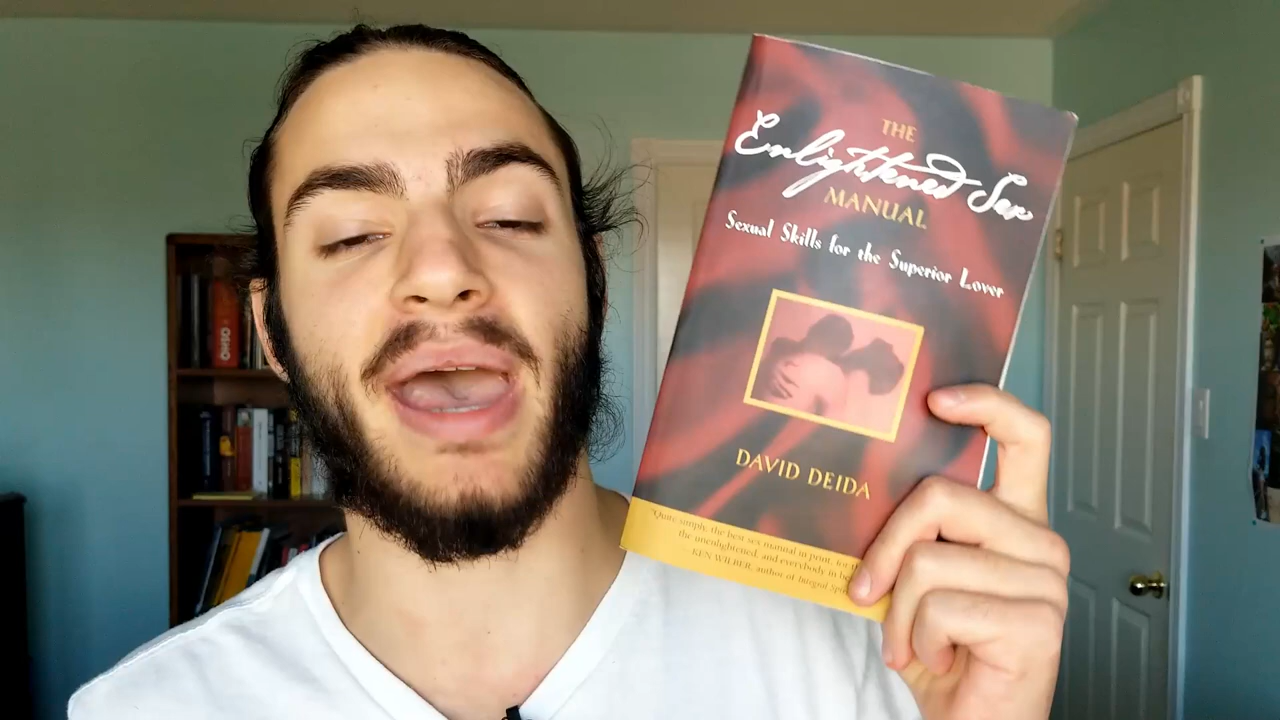 THE
Enlightened Sex
MANUAL
Sexual Skills for the Superior Lover
DAVID DEIDA
"Quite simply, the best sex manual in print, for
the unenlightened, and everybody in be
—KEN WILBER, author of Integral Spi
OSHO